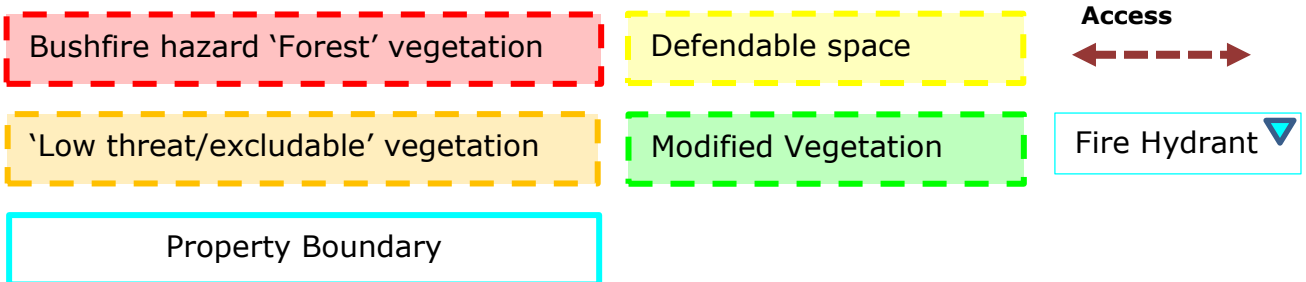 Bushfire hazard ‘Forest’ vegetation
Defendable space
Access
‘Low threat/excludable’ vegetation
Modified Vegetation
Fire Hydrant
Property Boundary